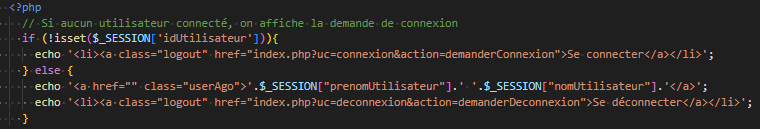 <?php
// Si aucun utilisateur connecté, on affiche la demande de connexion
if (!isset($_SESSION['idUtilisateur'])){
echo '<li><a class="logout" href="index.php?uc=connexion&action=demanderConnexion">Se connecter</a></li>';
} else {
echo '<a href="" class="userAgo">'.$_SESSION["prenomUtilisateur"].' '.$_SESSION["nomUtilisateur"].'</a>';
echo '<li><a class="logout" href="index.php?uc=deconnexion&action=demanderDeconnexion">Se déconnecter</a></li>';
}